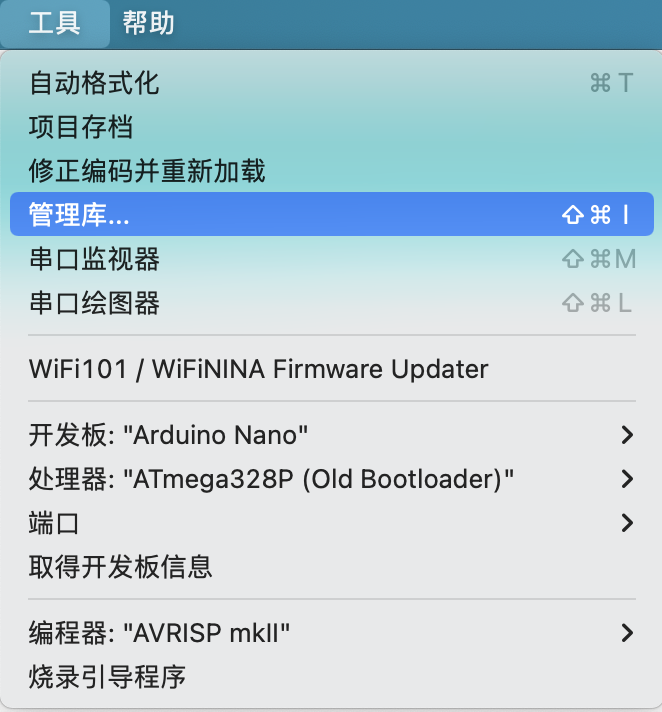 工具 帮助
自动格式化 ⌘ T
项目存档
修正编码并重新加载
管理库... ⇧ ⌘ I
串口监视器 ⇧ ⌘ M
串口绘图器 ⇧ ⌘ L
WiFi101 / WiFiNINA Firmware Updater
开发板: "Arduino Nano"
处理器: "ATmega328P (Old Bootloader)"
端口
取得开发板信息
编程器: "AVRISP mkII"
烧录引导程序